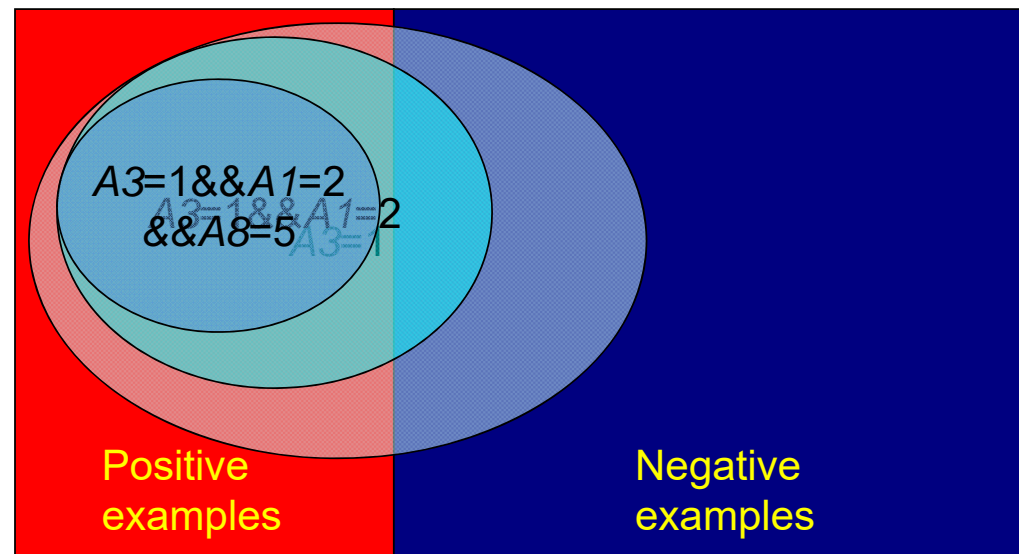 A3=1&&A1=2
&&A8=5
A3=1&&A1=2
A3=1
Positive
examples
Negative
examples